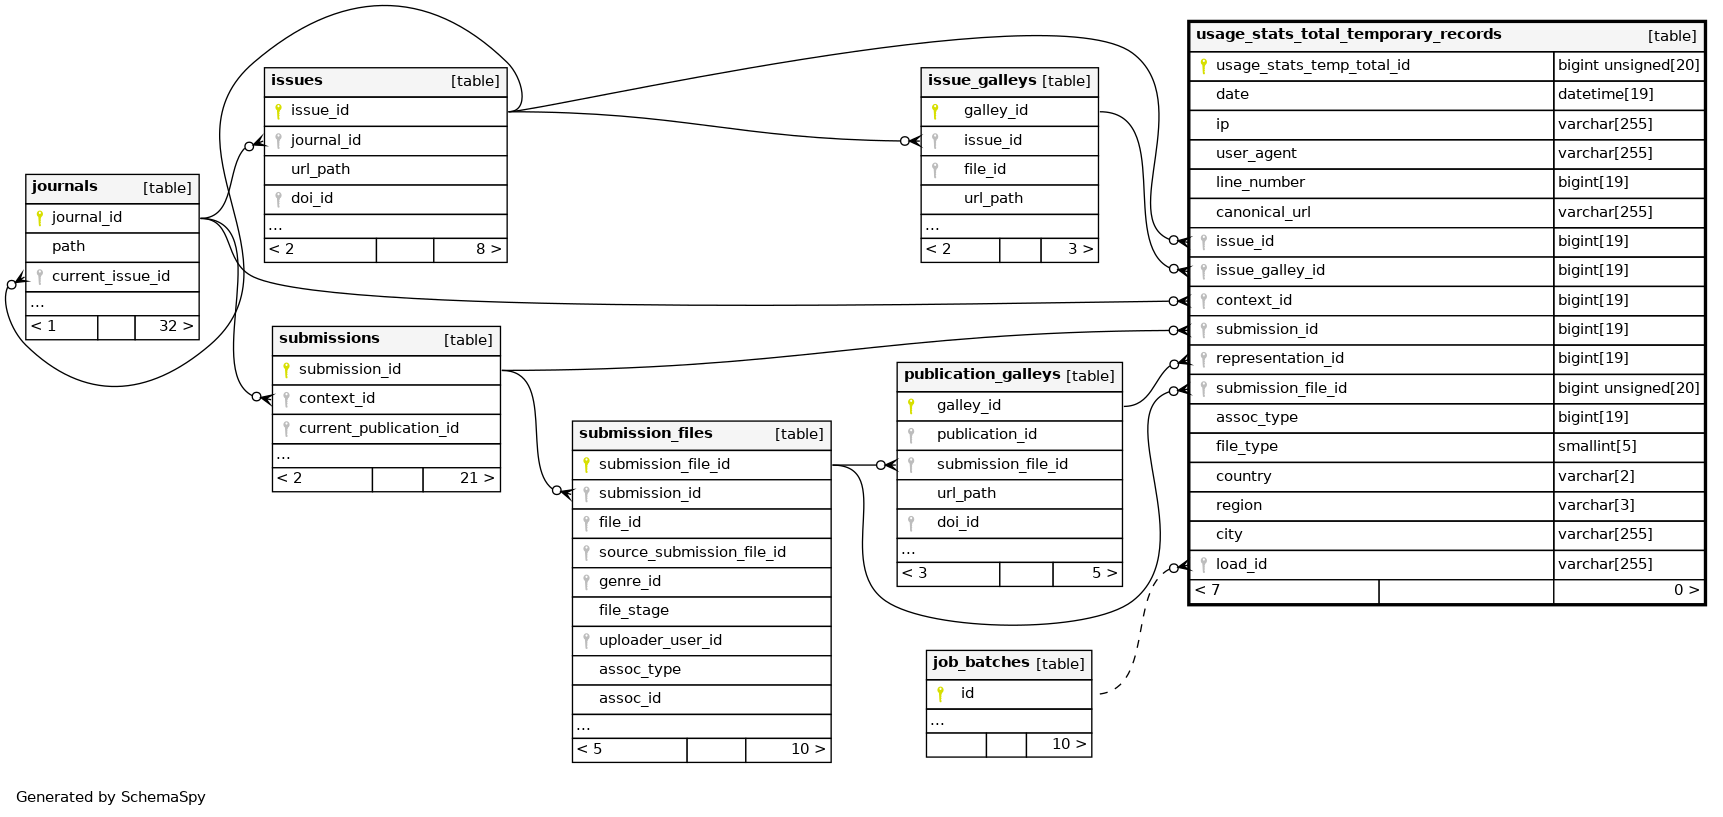 issues [table]
issue_id
journal_id
url_path
doi_id
...
< 2 8 >
issue_galleys [table]
galley_id
issue_id
file_id
url_path
...
< 2 3 >
usage_stats_total_temporary_records [table]
usage_stats_temp_total_id bigint unsigned[20]
date datetime[19]
ip varchar[255]
user_agent varchar[255]
line_number bigint[19]
canonical_url varchar[255]
issue_id bigint[19]
issue_galley_id bigint[19]
context_id bigint[19]
submission_id bigint[19]
representation_id bigint[19]
submission_file_id bigint unsigned[20]
assoc_type bigint[19]
file_type smallint[5]
country varchar[2]
region varchar[3]
city varchar[255]
load_id varchar[255]
< 7 0 >
journals [table]
journal_id
path
current_issue_id
...
< 1 32 >
submissions [table]
submission_id
context_id
current_publication_id
...
< 2 21 >
publication_galleys [table]
galley_id
publication_id
submission_file_id
url_path
doi_id
...
< 3 5 >
submission_files [table]
submission_file_id
submission_id
file_id
source_submission_file_id
genre_id
file_stage
uploader_user_id
assoc_type
assoc_id
...
< 5 10 >
job_batches [table]
id
...
10 >
Generated by SchemaSpy